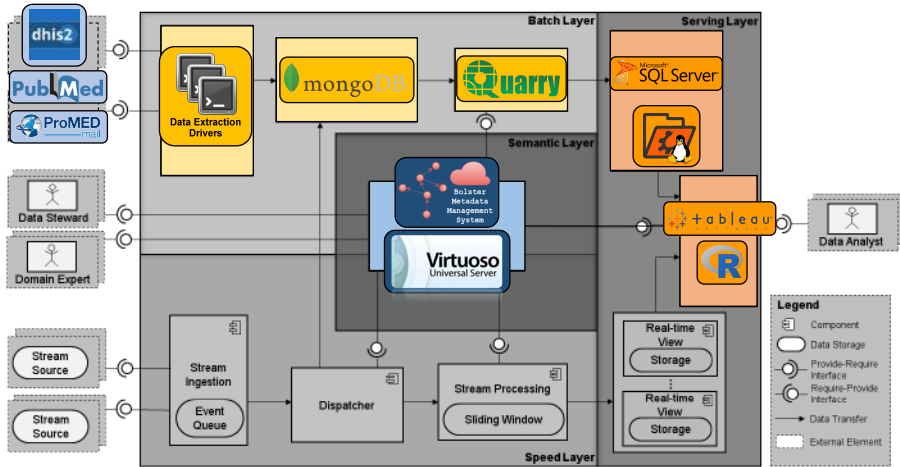 Batch Layer
Serving Layer
dhis2
PubMed
ProMED
mail
Data Extraction
Drivers
mongoDB
Quarry
Microsoft
SQL Server
Semantic Layer
Bolster
Metadata
Management
System
Virtuoso
Universal Server
Data Steward
Domain Expert
+ableau
R
Data Analyst
Stream
Source
Stream
Source
Stream
Ingestion
Event
Queue
Dispatcher
Stream Processing
Sliding Window
Real-time
View
Storage
Real-time
View
Storage
Speed Layer
Legend
Component
Data Storage
Provide-Require
Interface
Require-Provide
Interface
Data Transfer
External Element